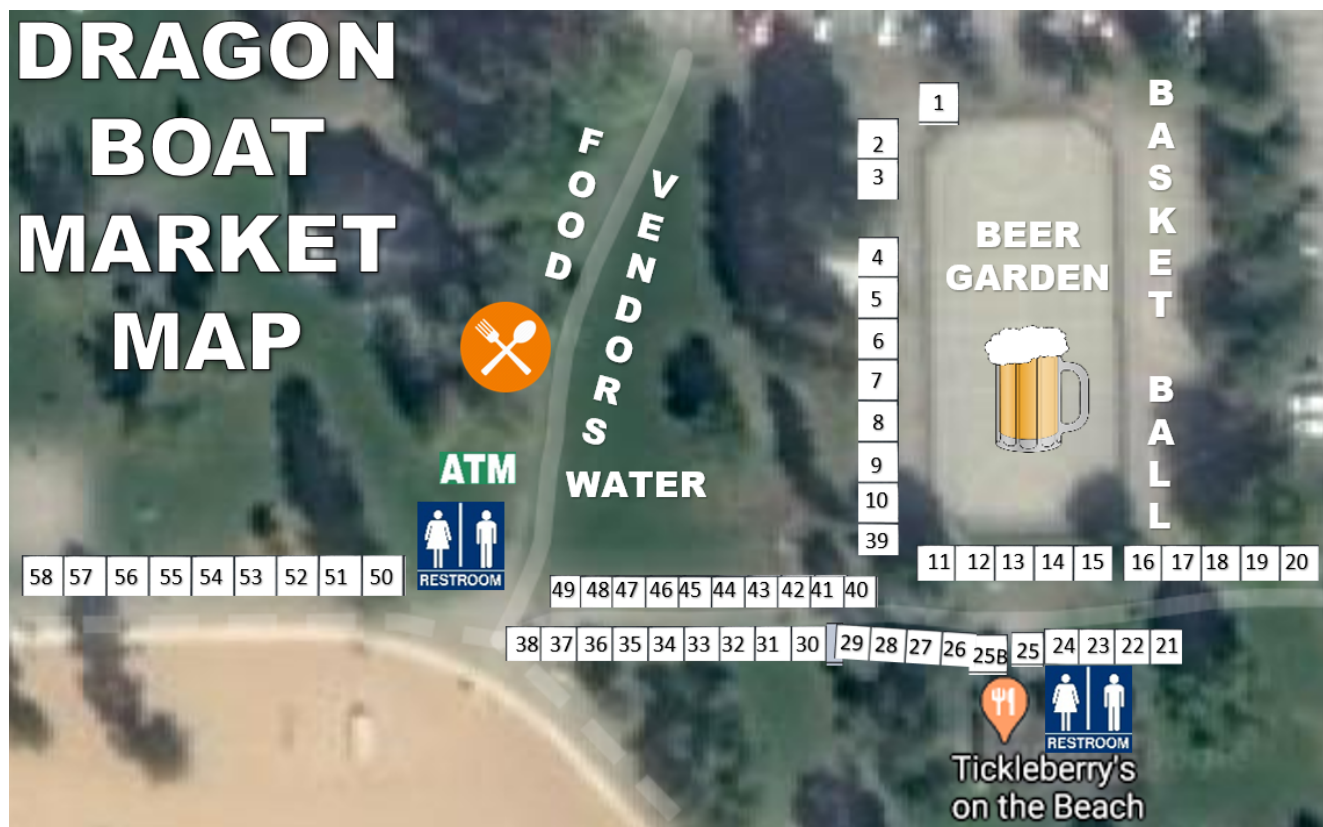 DRAGON
BOAT
MARKET
MAP
FOOD
VENDORS
WATER
ATM
RESTROOM
BEER
GARDEN
BASKET BALL
1
2
3
4
5
6
7
8
9
10
39
11 12 13 14 15
16 17 18 19 20
58 57 56 55 54 53 52 51 50
49 48 47 46 45 44 43 42 41 40
38 37 36 35 34 33 32 31 30 29 28 27 26 25B 25 24 23 22 21
RESTROOM
Tickleberry's
on the Beach